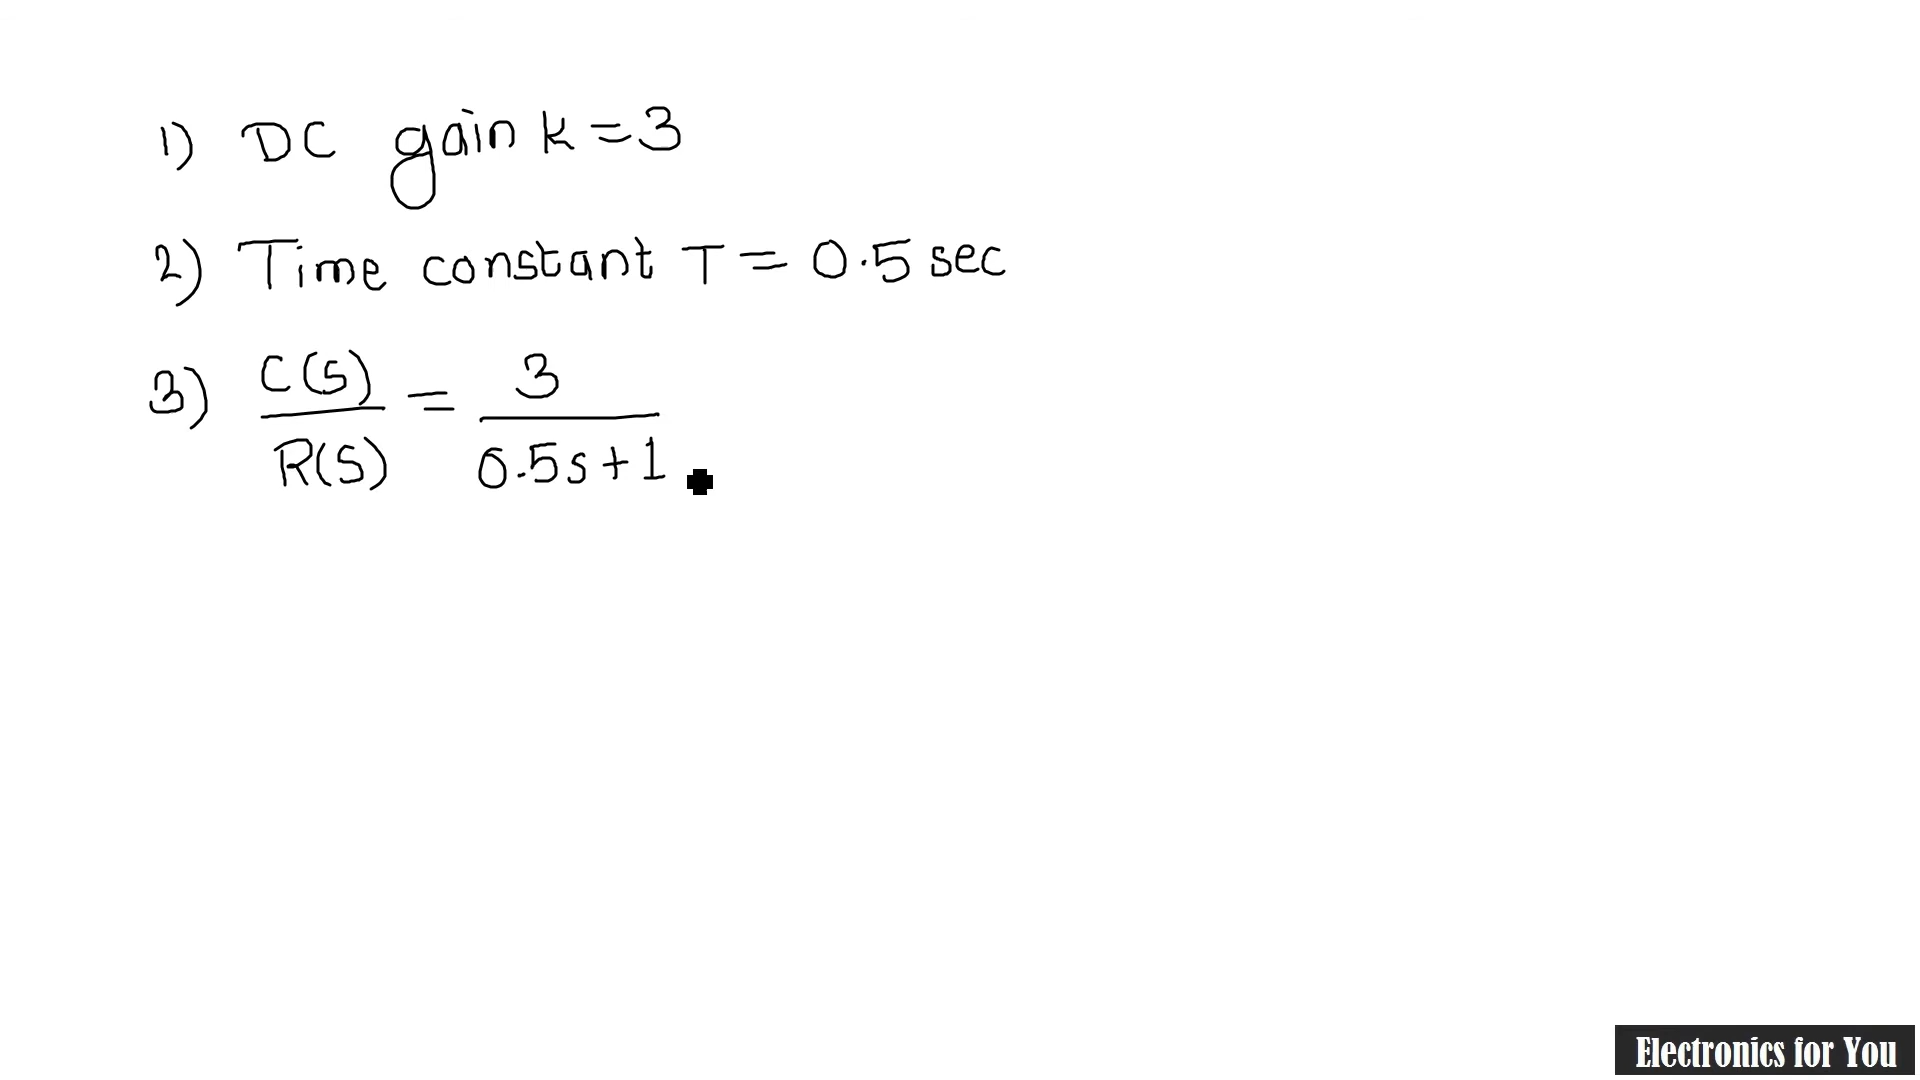 1) DC gain k = 3
2) Time constant T = 0.5 sec
3) C(s)/R(s) = 3/(0.5s+1)
Electronics for You